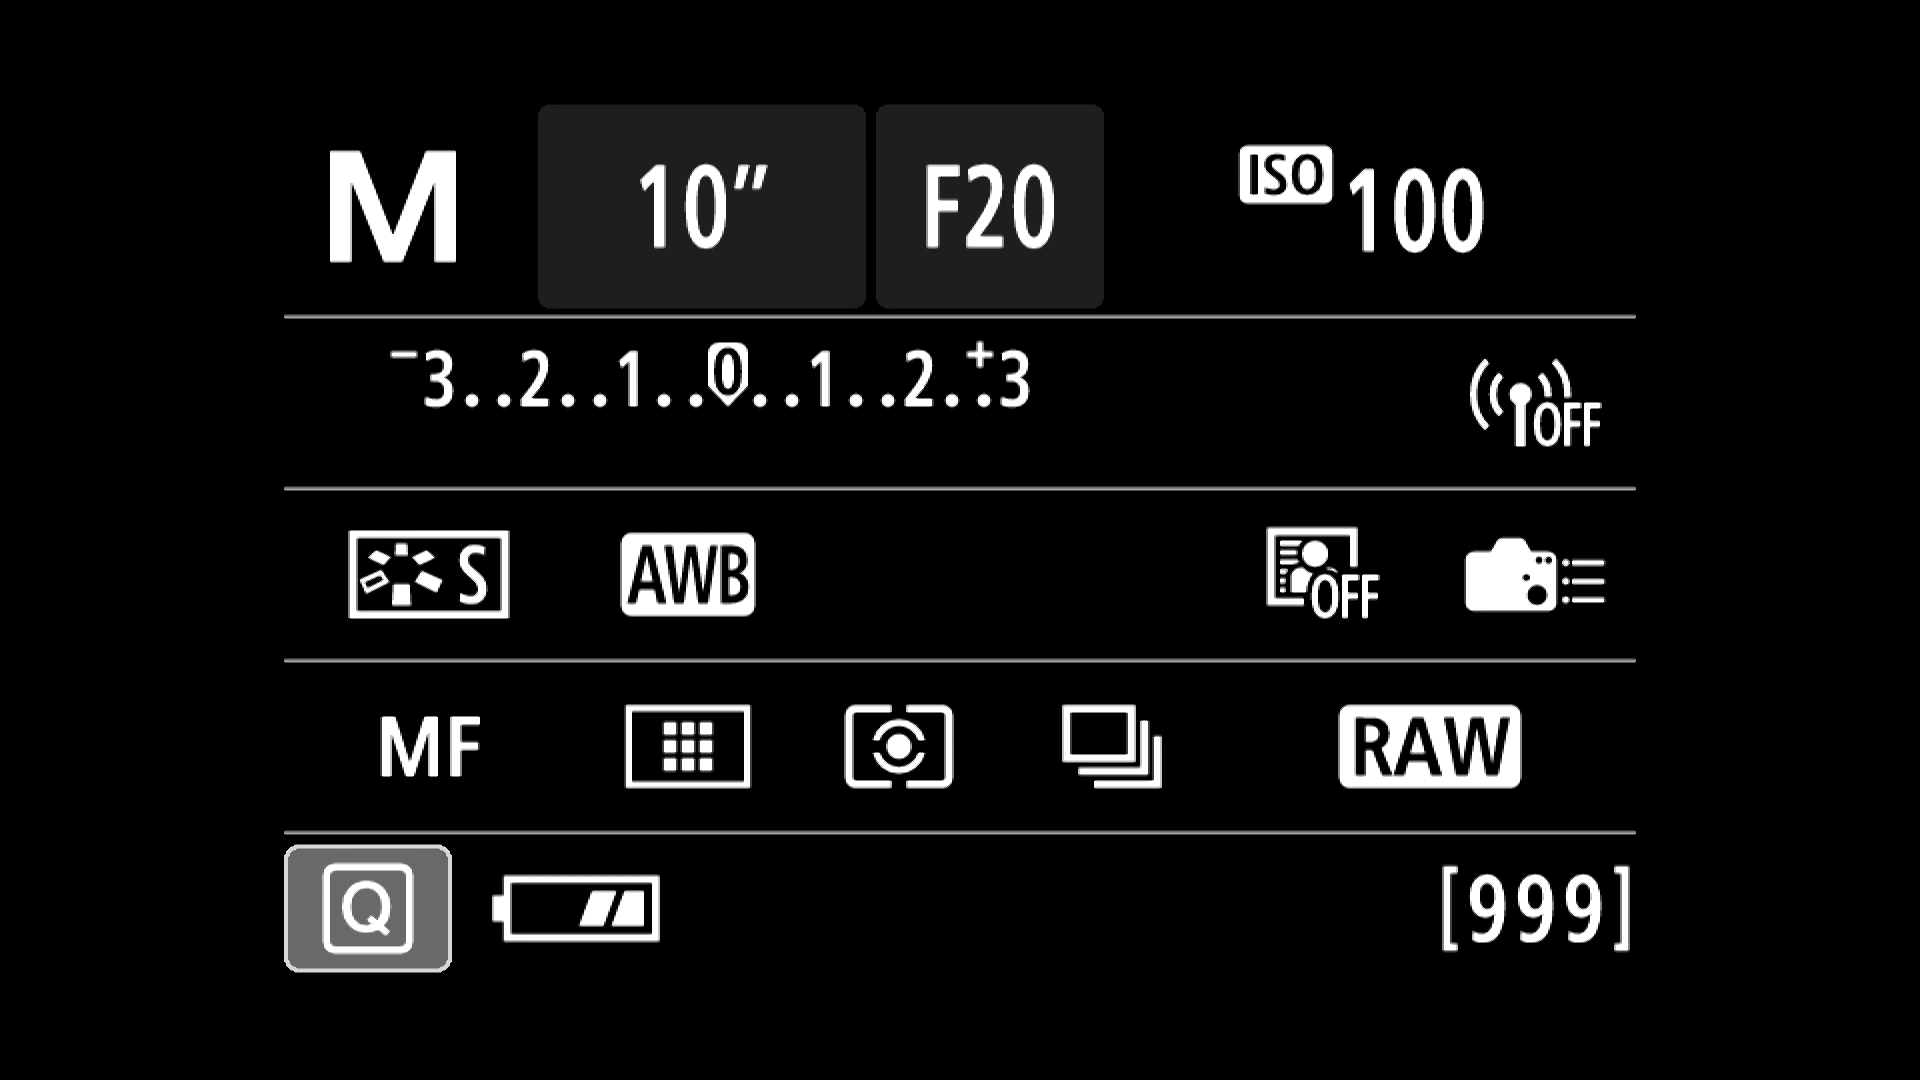 M 10" F20 ISO 100
-3..2..1..0..1..2..+3 OFF
S AWB OFF
MF RAW
Q [999]